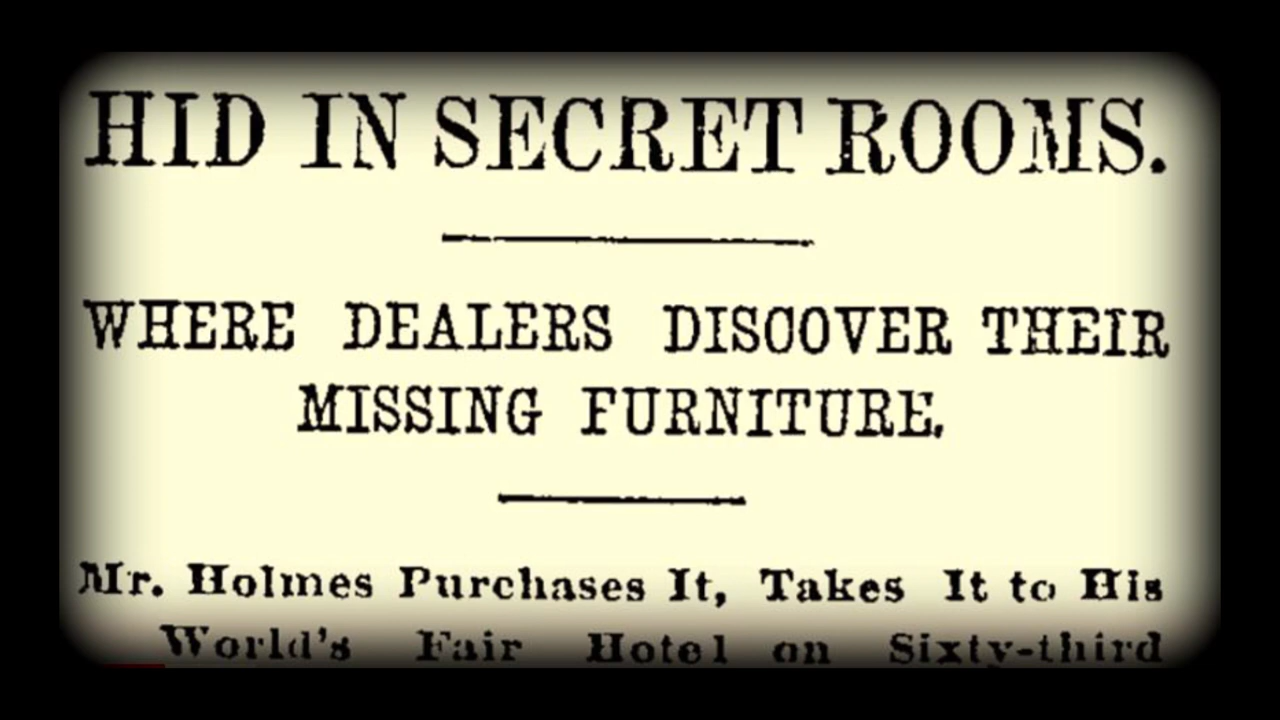 HID IN SECRET ROOMS.
WHERE DEALERS DISCOVER THEIR
MISSING FURNITURE.
Mr. Holmes Purchases It, Takes It to His
World's Fair Hotel on Sixty-third